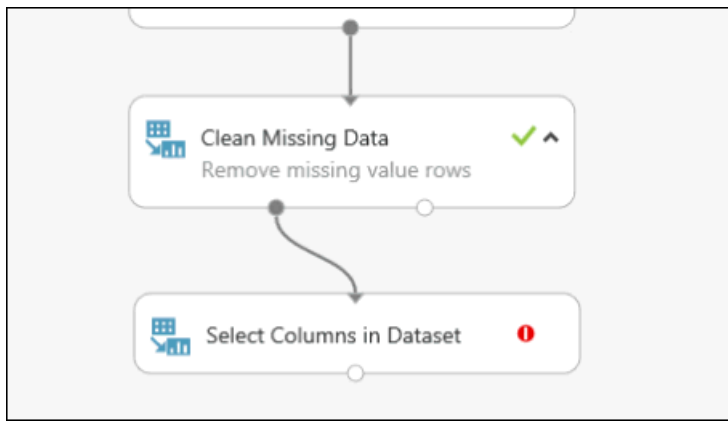 Clean Missing Data
Remove missing value rows
Select Columns in Dataset